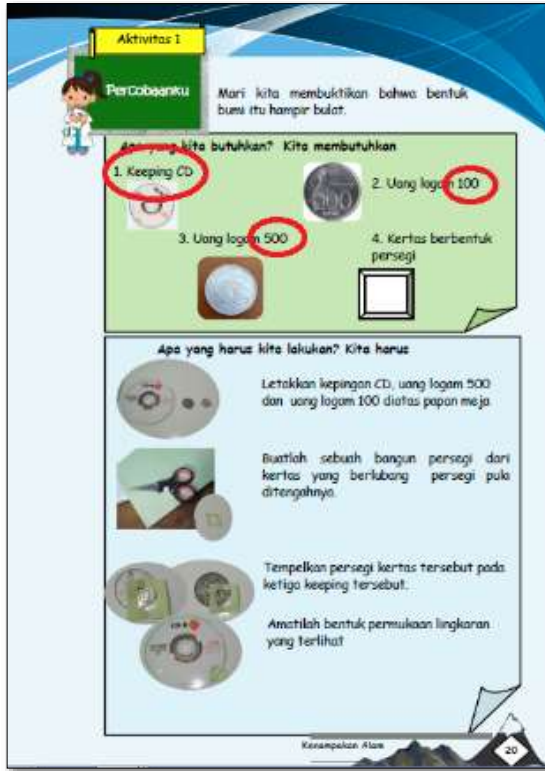 Aktivitas 1
Percobaanku
Mari kita membuktikan bahwa bentuk
bumi itu hampir bulat.
Apa yang kita butuhkan? Kita membutuhkan
1. Keeping CD
2. Uang logam 100
3. Uang logam 500
4. Kertas berbentuk
persegi
Apa yang harus kita lakukan? Kita harus
Letakkan kepingan CD, uang logam 500
dan uang logam 100 diatas papan meja
Buatlah sebuah bangun persegi dari
kertas yang berlubang persegi pula
ditengahnya.
Tempelkan persegi kertas tersebut pada
ketiga keeping tersebut.
Amatilah bentuk permukaan lingkaran
yang terlihat
Kenampakan Alam
20